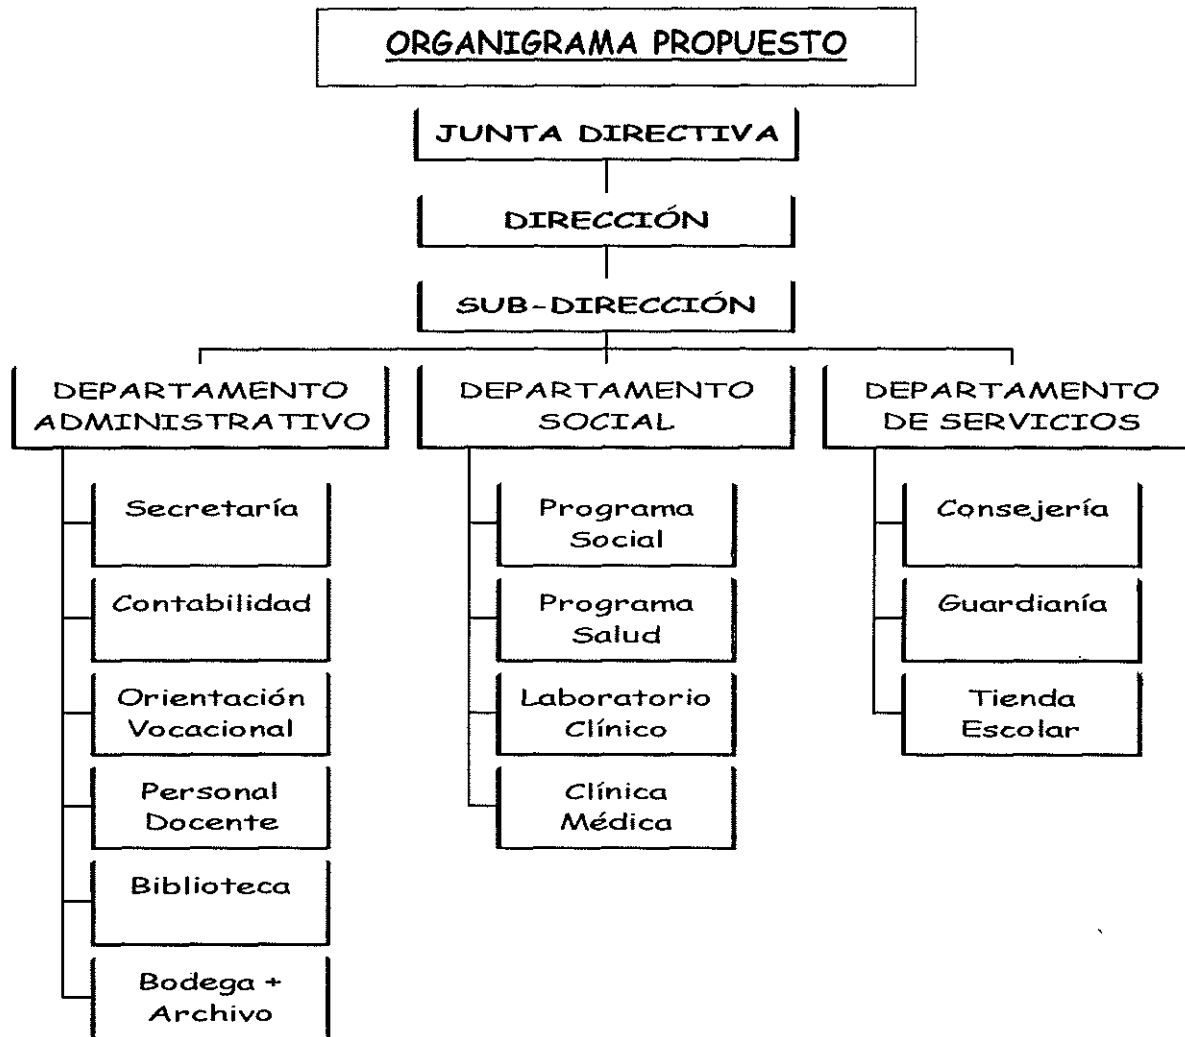 ORGANIGRAMA PROPUESTO
JUNTA DIRECTIVA
DIRECCIÓN
SUB-DIRECCIÓN
DEPARTAMENTO
ADMINISTRATIVO
Secretaría
Contabilidad
Orientación
Vocacional
Personal
Docente
Biblioteca
Bodega +
Archivo
DEPARTAMENTO
SOCIAL
Programa
Social
Programa
Salud
Laboratorio
Clínico
Clínica
Médica
DEPARTAMENTO
DE SERVICIOS
Consejería
Guardianía
Tienda
Escolar